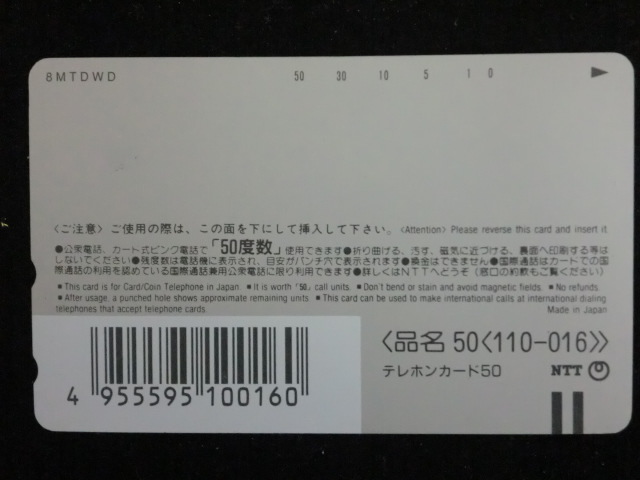 8MTDWD 50 30 10 5 1 0
〈ご注意〉ご使用の際は、この面を下にして挿入して下さい。〈Attention〉Please reverse this card and insert it
●公衆電話、カード式ピンク電話で「50度数」使用できます●折り曲げる、汚す、磁気に近づける、裏面へ印刷する等は
しないでください●残度数は電話機に表示され、目安がパンチ穴で表示されます●換金はできません●国際通話はカードでの国
際通話の利用を認めている国際通話兼用公衆電話に限り利用できます●詳しくはNTTへどうぞ(窓口の約款もご覧ください)
■This card is for Card/Coin Telephone in Japan. ■It is worth「50」call units. ■Don't bend or stain and avoid magnetic fields. ■No refunds
■After usage, a punched hole shows approximate remaining units ■This card can be used to make international calls at international dialing
telephones that accept telephone cards. Made in Japan
〈品名 50〈110-016〉〉
テレホンカード50 NTT
4 955595 100160